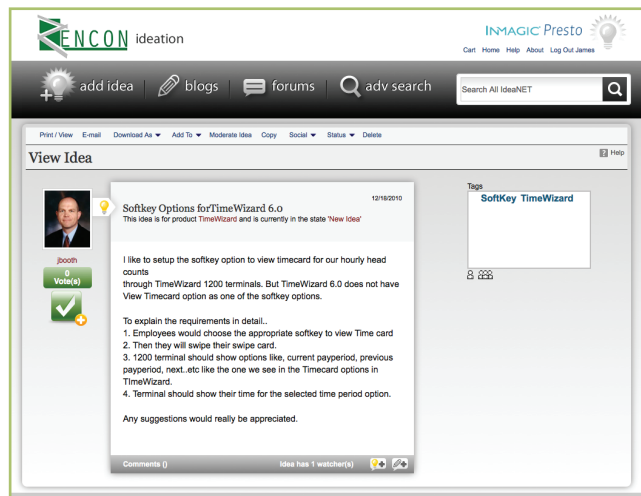 ZENCON ideation
INMAGIC Presto
Cart Home Help About Log Out James
add idea
blogs
forums
adv search
Search All IdeaNET
Print / View E-mail Download As Add To Moderate Idea Copy Social Status Delete
View Idea
? Help
12/18/2010
Softkey Options forTimeWizard 6.0
This idea is for product TimeWizard and is currently in the state 'New Idea'
Tags
SoftKey TimeWizard
jbooth
0
Vote(s)
I like to setup the softkey option to view timecard for our hourly head
counts
through TimeWizard 1200 terminals. But TimeWizard 6.0 does not have
View Timecard option as one of the softkey options.
To explain the requirements in detail..
1. Employees would choose the appropriate softkey to view Time card
2. Then they will swipe their swipe card.
3. 1200 terminal should show options like, current payperiod, previous
payperiod, next..etc like the one we see in the Timecard options in
TImeWizard.
4. Terminal should show their time for the selected time period option.
Any suggestions would really be appreciated.
Comments ()
Idea has 1 watcher(s)